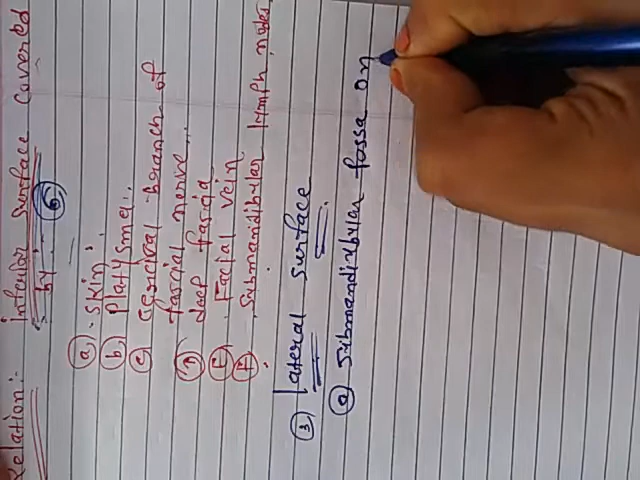 Relation:- Inferior surface covered
by :- 6
(a) . Skin .
(b) Platysma .
(c) cervical branch of
facial nerve ..
(D) deep fascia
(E) . Facial vein
(F) . Submandibular lymph nodes
(3) lateral surface
(a) Submandibular fossa on